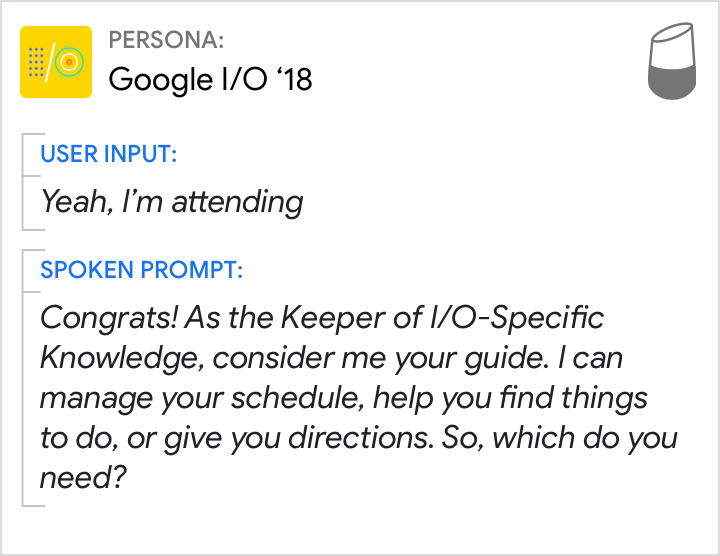 I/O
PERSONA:
Google I/O ‘18
USER INPUT:
Yeah, I’m attending
SPOKEN PROMPT:
Congrats! As the Keeper of I/O-Specific
Knowledge, consider me your guide. I can
manage your schedule, help you find things
to do, or give you directions. So, which do you
need?